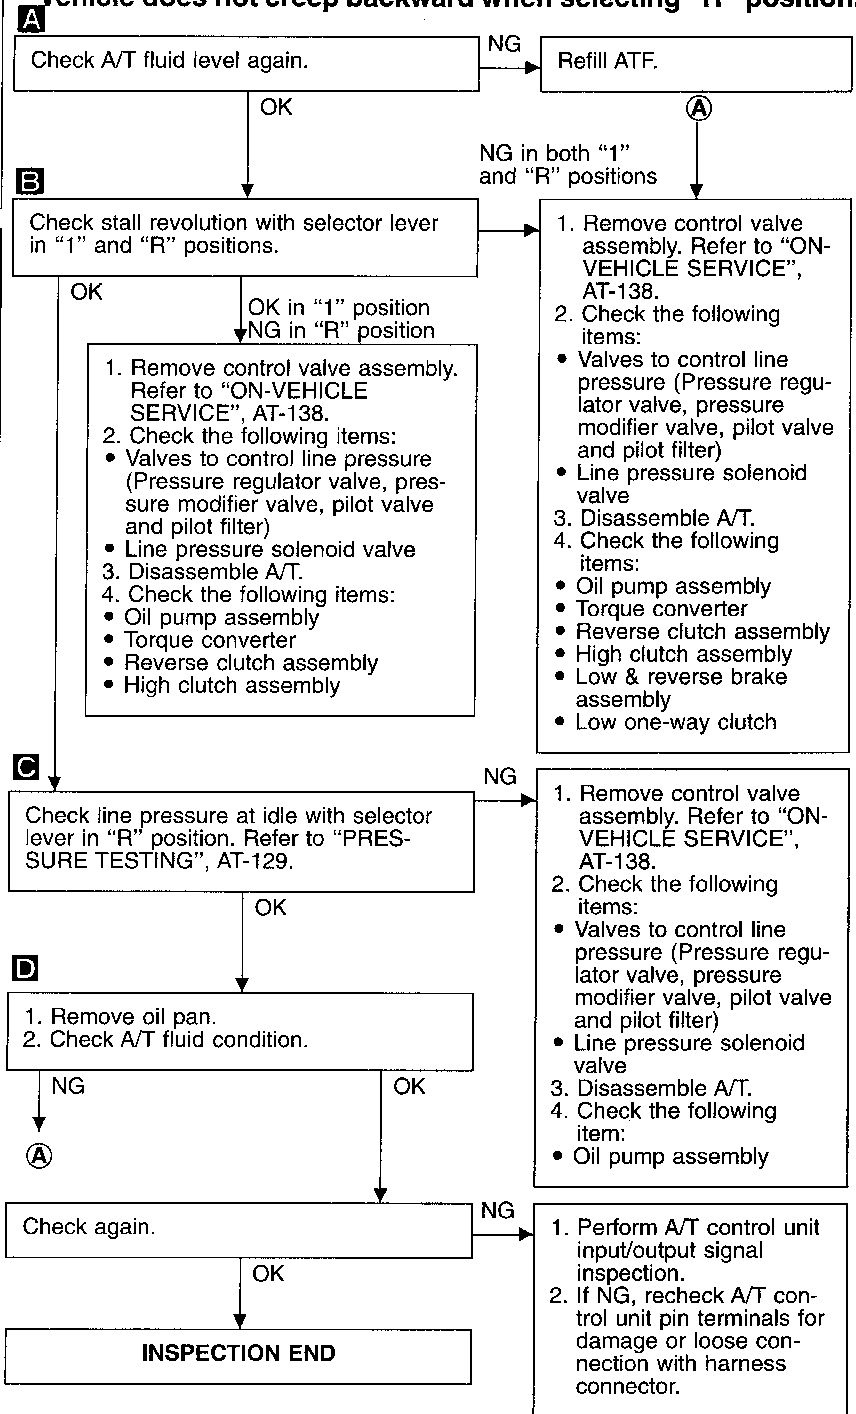 Vehicle does not creep backward when selecting "R" position.
A
Check A/T fluid level again.
NG
Refill ATF.
OK
A
NG in both "1"
and "R" positions
B
Check stall revolution with selector lever
in "1" and "R" positions.
OK
OK in "1" position
NG in "R" position
1. Remove control valve assembly.
Refer to "ON-VEHICLE
SERVICE", AT-138.
2. Check the following items:
• Valves to control line pressure
(Pressure regulator valve, pres-
sure modifier valve, pilot valve
and pilot filter)
• Line pressure solenoid valve
3. Disassemble A/T.
4. Check the following items:
• Oil pump assembly
• Torque converter
• Reverse clutch assembly
• High clutch assembly
1. Remove control valve
assembly. Refer to "ON-
VEHICLE SERVICE",
AT-138.
2. Check the following
items:
• Valves to control line
pressure (Pressure regu-
lator valve, pressure
modifier valve, pilot valve
and pilot filter)
• Line pressure solenoid
valve
3. Disassemble A/T.
4. Check the following
items:
• Oil pump assembly
• Torque converter
• Reverse clutch assembly
• High clutch assembly
• Low & reverse brake
assembly
• Low one-way clutch
C
Check line pressure at idle with selector
lever in "R" position. Refer to "PRES-
SURE TESTING", AT-129.
NG
1. Remove control valve
assembly. Refer to "ON-
VEHICLE SERVICE",
AT-138.
2. Check the following
items:
• Valves to control line
pressure (Pressure regu-
lator valve, pressure
modifier valve, pilot valve
and pilot filter)
• Line pressure solenoid
valve
3. Disassemble A/T.
4. Check the following
item:
• Oil pump assembly
OK
D
1. Remove oil pan.
2. Check A/T fluid condition.
NG
OK
A
Check again.
NG
1. Perform A/T control unit
input/output signal
inspection.
2. If NG, recheck A/T con-
trol unit pin terminals for
damage or loose con-
nection with harness
connector.
OK
INSPECTION END